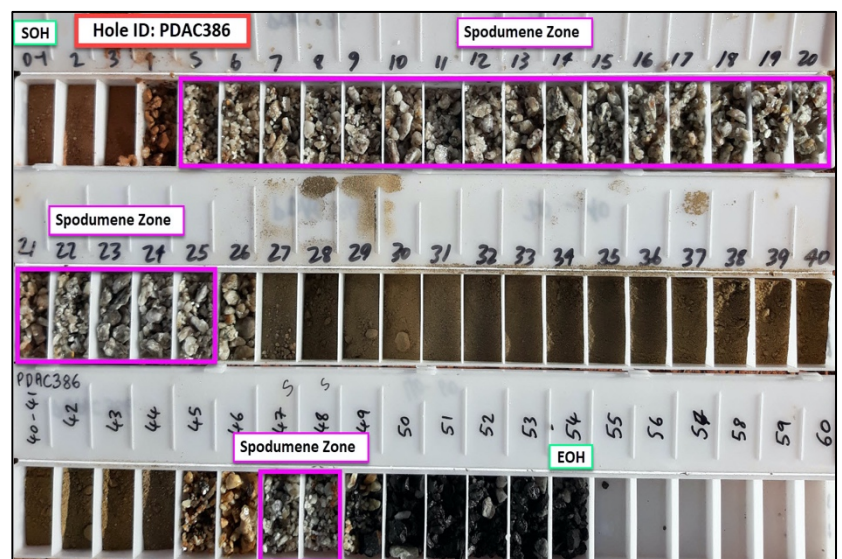 SOH Hole ID: PDAC386 Spodumene Zone
0-1 2 3 4 5 6 7 8 9 10 11 12 13 14 15 16 17 18 19 20
Spodumene Zone
21 22 23 24 25 26 27 28 29 30 31 32 33 34 35 36 37 38 39 40
PDAC386 S S
40-41 42 43 44 45 46 47 48 49 50 51 52 53 54 55 56 57 58 59 60
Spodumene Zone EOH